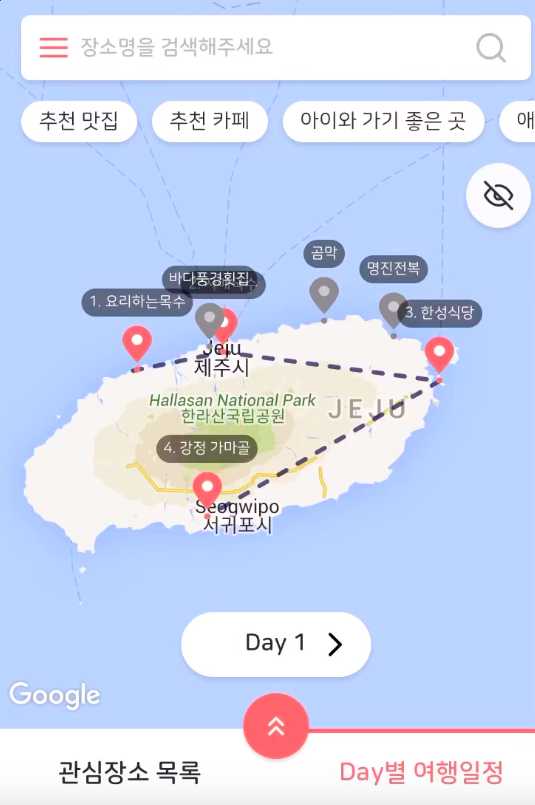 장소명을 검색해주세요
추천 맛집
추천 카페
아이와 가기 좋은 곳
애
곰막
명진전복
바다풍경횟집
1. 요리하는목수
3. 한성식당
Jeju
제주시
Hallasan National Park
한라산국립공원
JEJU
4. 강정 가마골
Seogwipo
서귀포시
Day 1
Google
관심장소 목록
Day별 여행일정